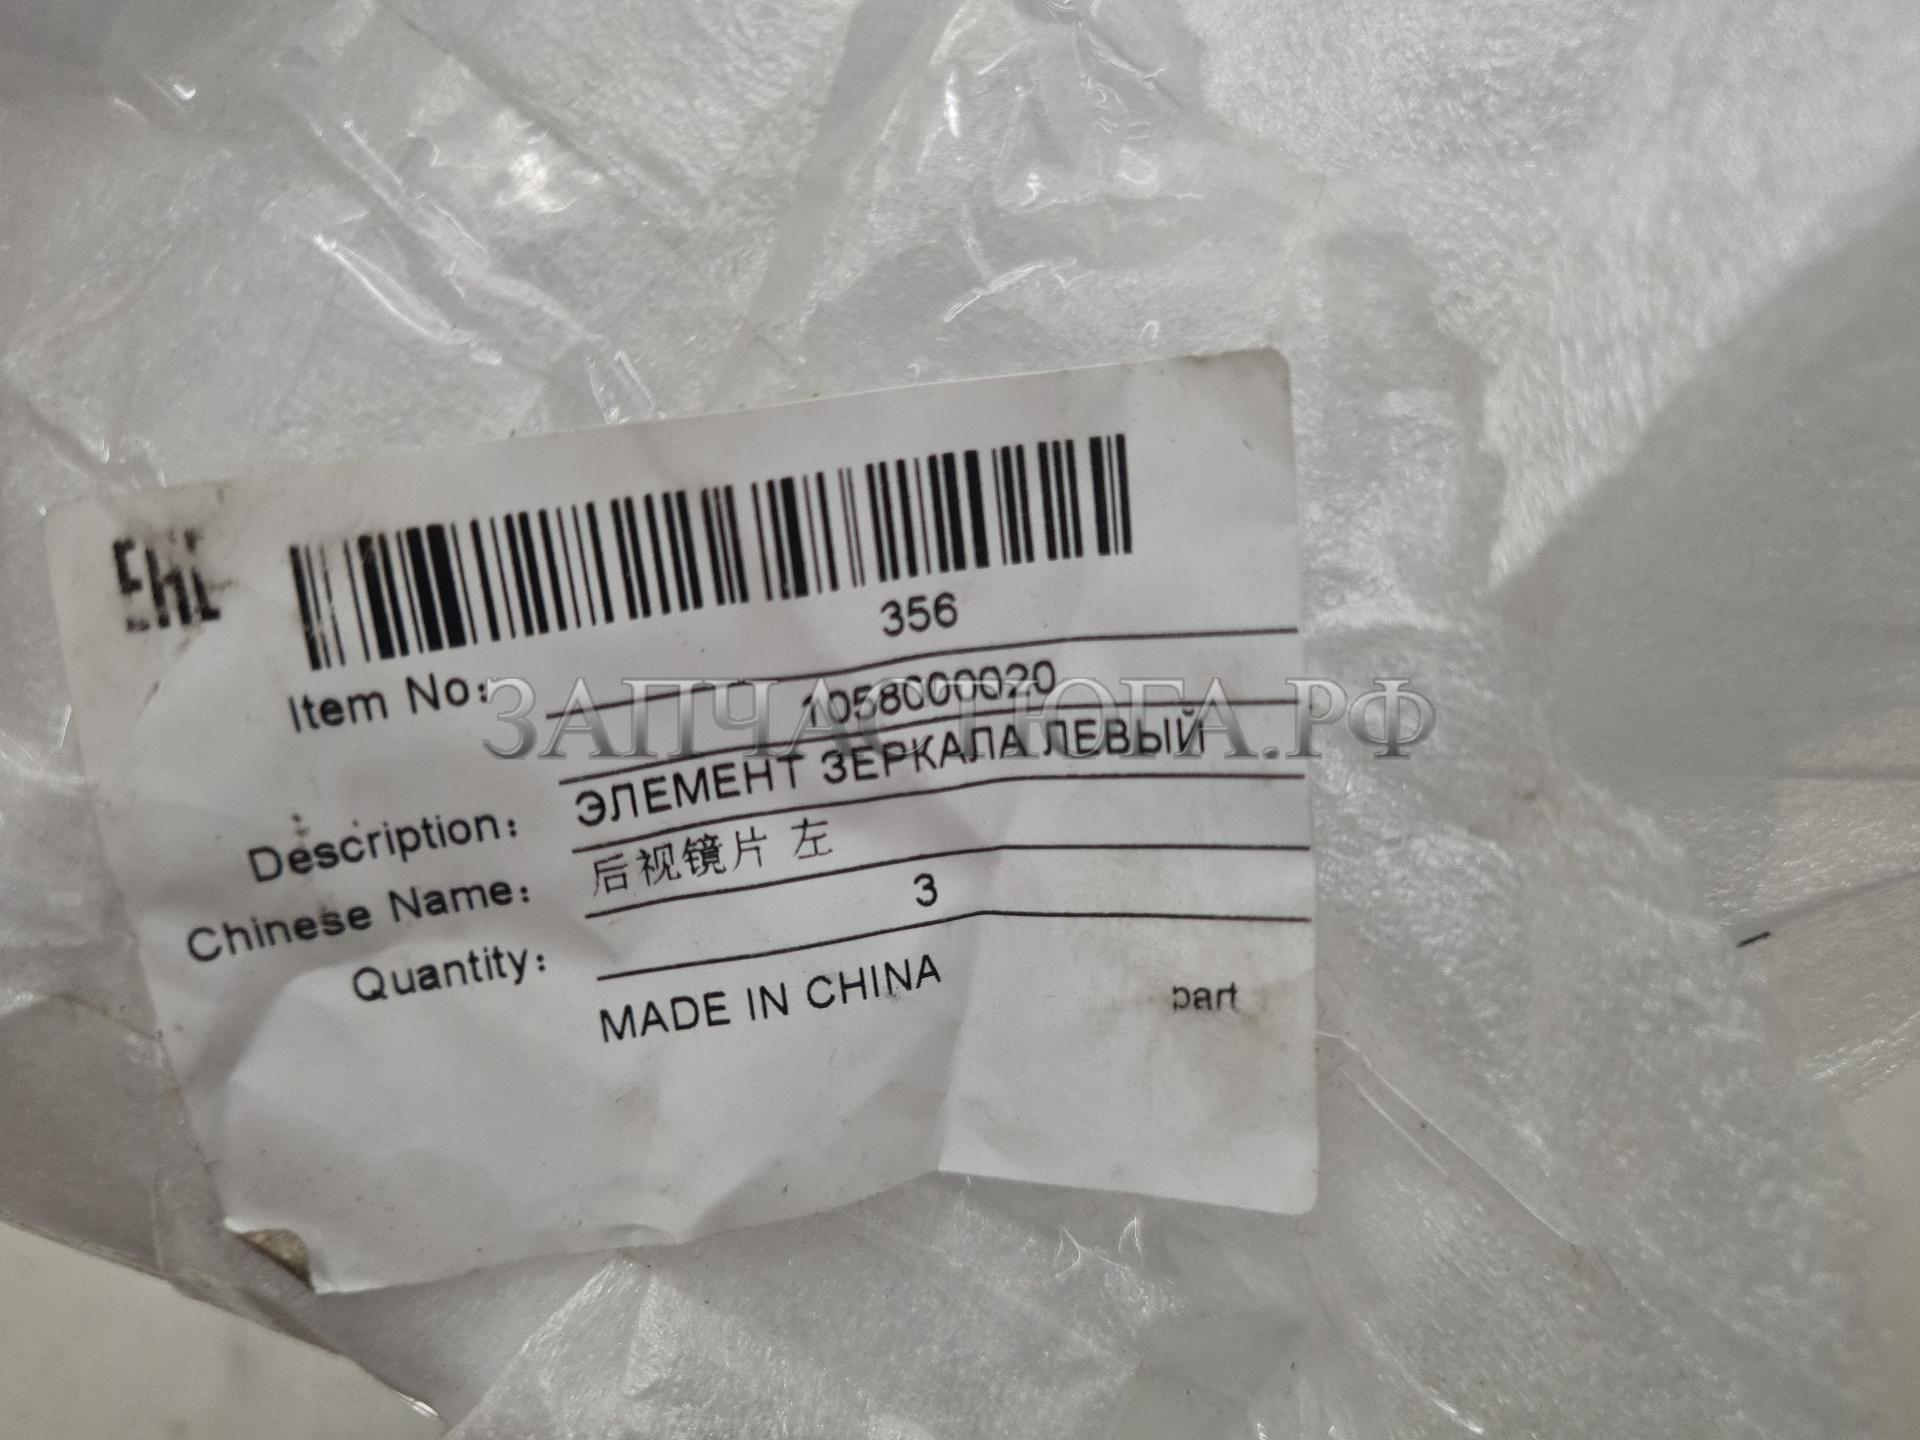 EAC
356
Item No: 1058000020
Description: ЭЛЕМЕНТ ЗЕРКАЛА ЛЕВЫЙ
Chinese Name: 后视镜片 左
Quantity: 3
MADE IN CHINA
part
ЗАПЧАСТЮГА.РФ